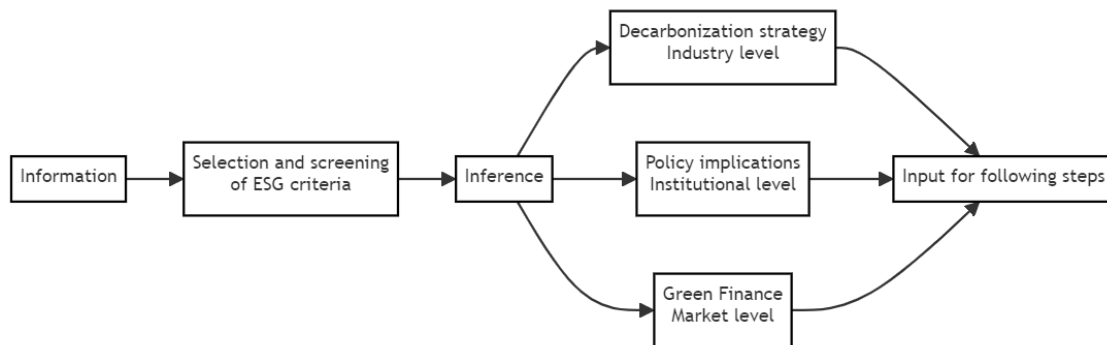 Decarbonization strategy
Industry level
Information
Selection and screening
of ESG criteria
Inference
Policy implications
Institutional level
Input for following steps
Green Finance
Market level